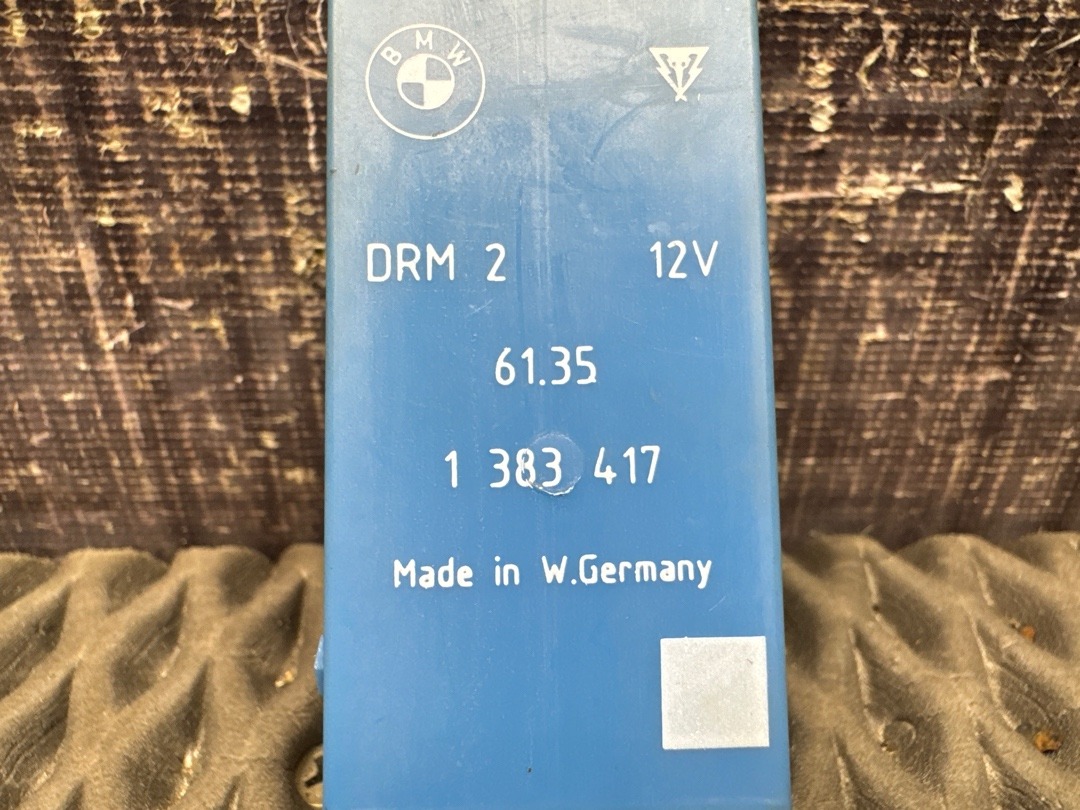 BMW
DRM 2 12V
61.35
1 383 417
Made in W.Germany